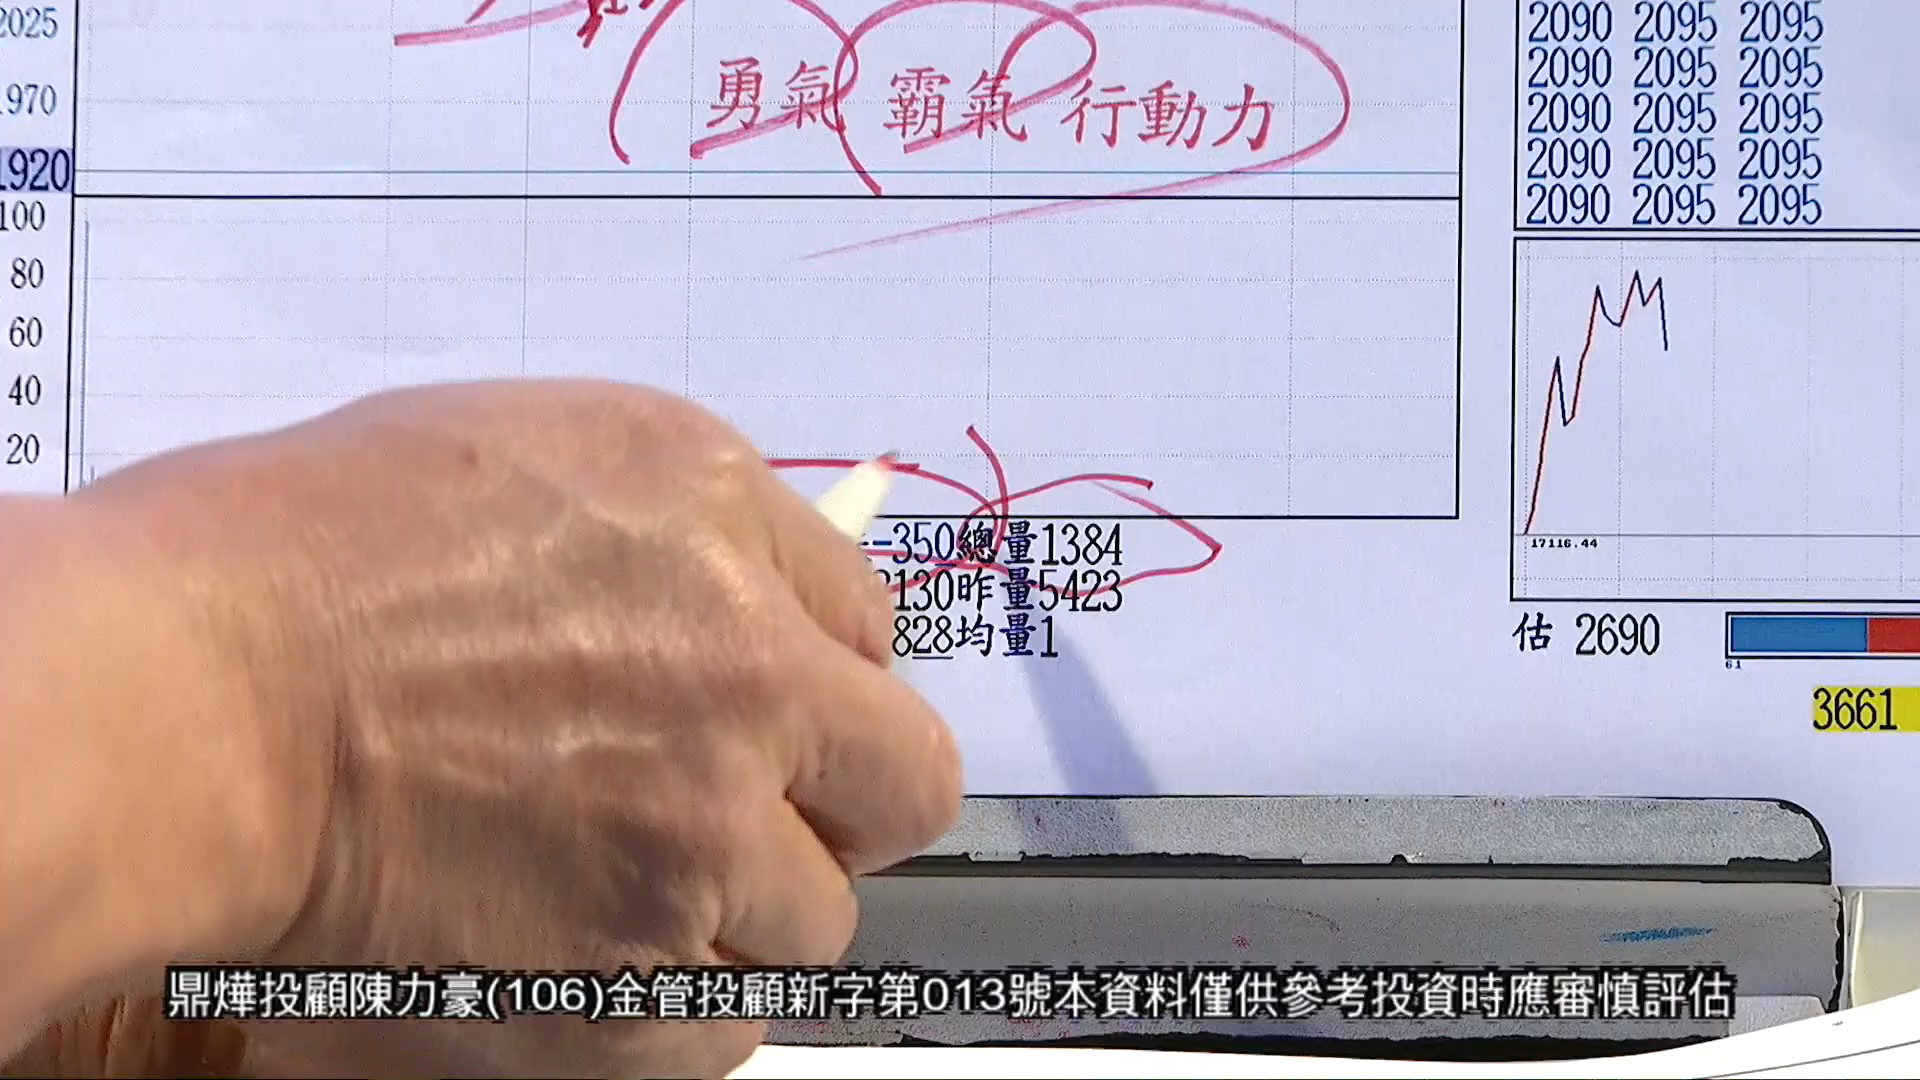 2025
1970
1920
100
80
60
40
20
勇氣 霸氣 行動力
2090 2095 2095
2090 2095 2095
2090 2095 2095
2090 2095 2095
2090 2095 2095
17116.44
--350總量1384
130昨量5423
828均量1
估 2690
61
3661
鼎燁投顧陳力豪(106)金管投顧新字第013號本資料僅供參考投資時應審慎評估